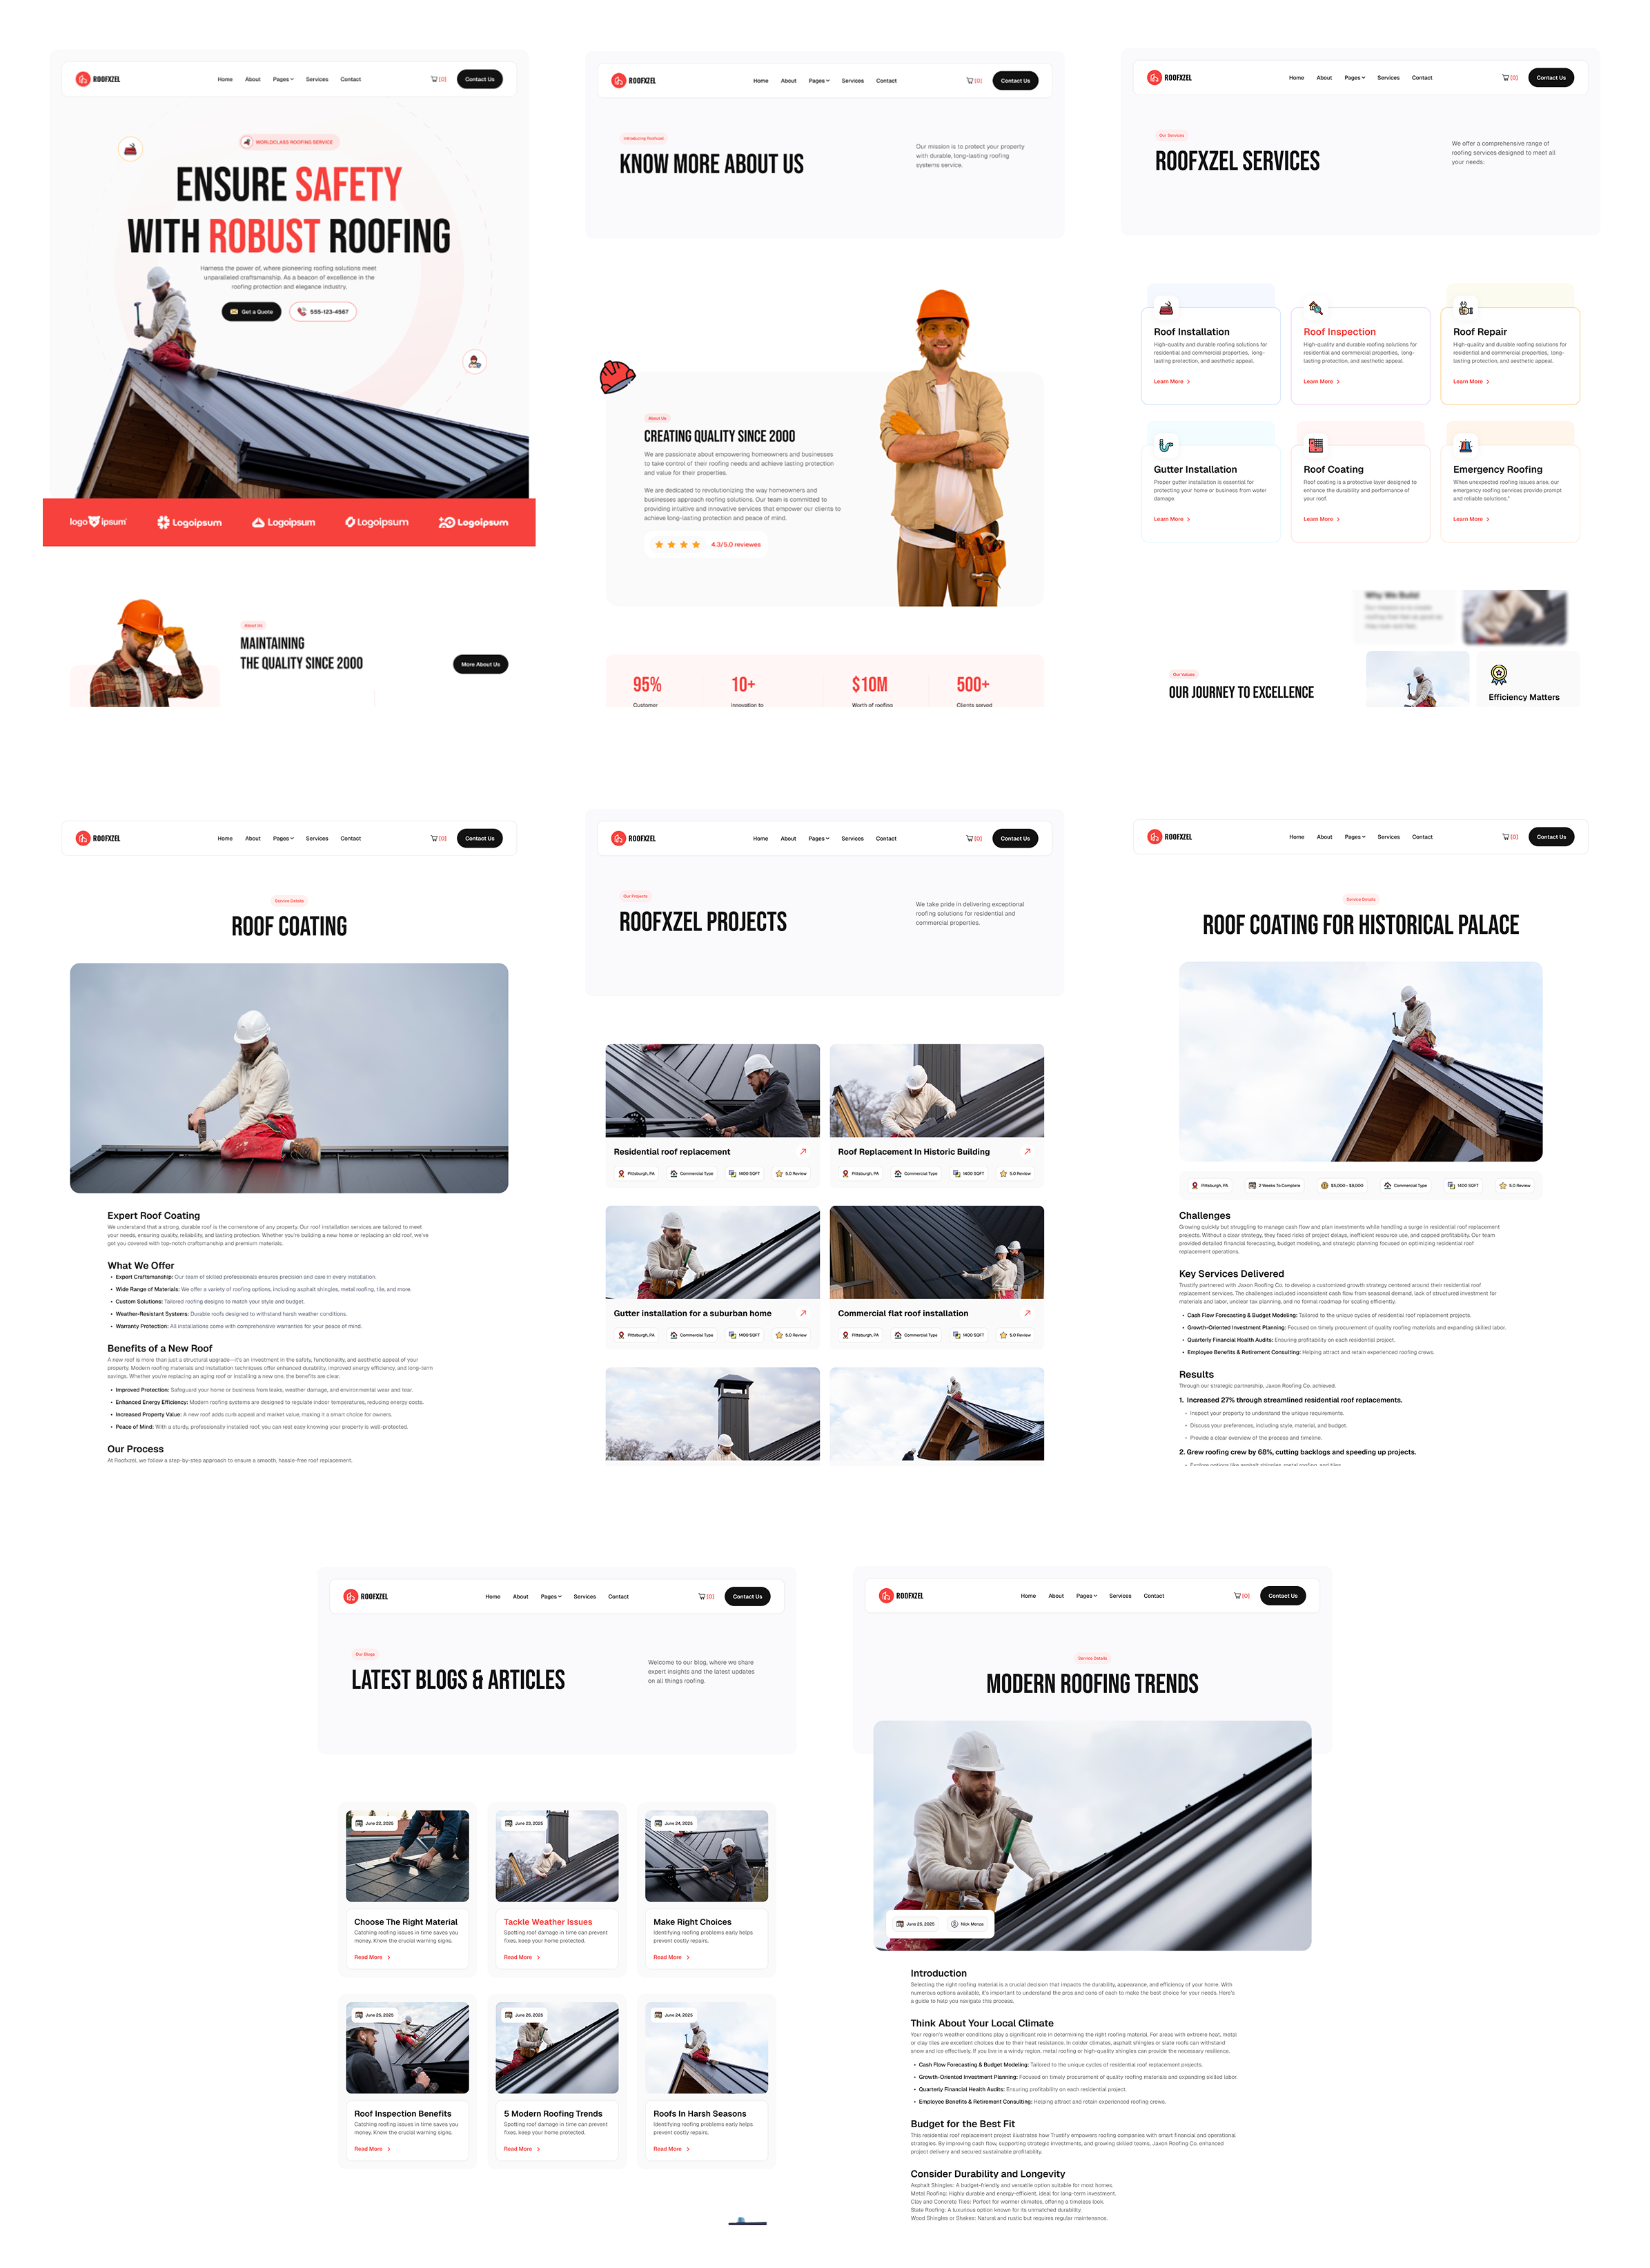 ROOFXZEL
Home About Pages Services Contact
[0]
Contact Us
WORLDCLASS ROOFING SERVICE
ENSURE SAFETY
WITH ROBUST ROOFING
Harness the power of, where pioneering roofing solutions meet
unparalleled craftsmanship. As a beacon of excellence in the
roofing protection and elegance industry,
Get a Quote
555-123-4567
logo ipsum
Logoipsum
Logoipsum
Logoipsum
Logoipsum
About Us
MAINTAINING
THE QUALITY SINCE 2000
More About Us
ROOFXZEL
Home About Pages Services Contact
[0]
Contact Us
Introducing Roofxzel
KNOW MORE ABOUT US
Our mission is to protect your property
with durable, long-lasting roofing
systems service.
About Us
CREATING QUALITY SINCE 2000
We are passionate about empowering homeowners and businesses
to take control of their roofing needs and achieve lasting protection
and value for their properties.
We are dedicated to revolutionizing the way homeowners and
businesses approach roofing solutions. Our team is committed to
providing intuitive and innovative services that empower our clients to
achieve long-lasting protection and peace of mind.
4.3/5.0 reviewes
95%
Customer
10+
innovation to
$10M
Worth of roofing
500+
Clients served
ROOFXZEL
Home About Pages Services Contact
[0]
Contact Us
Our Services
ROOFXZEL SERVICES
We offer a comprehensive range of
roofing services designed to meet all
your needs:
Roof Installation
High-quality and durable roofing solutions for
residential and commercial properties, long-
lasting protection, and aesthetic appeal.
Learn More
Roof Inspection
High-quality and durable roofing solutions for
residential and commercial properties, long-
lasting protection, and aesthetic appeal.
Learn More
Roof Repair
High-quality and durable roofing solutions for
residential and commercial properties, long-
lasting protection, and aesthetic appeal.
Learn More
Gutter Installation
Proper gutter installation is essential for
protecting your home or business from water
damage.
Learn More
Roof Coating
Roof coating is a protective layer designed to
enhance the durability and performance of
your roof.
Learn More
Emergency Roofing
When unexpected roofing issues arise, our
emergency roofing services provide prompt
and reliable solutions."
Learn More
Why We Build
Our Values
OUR JOURNEY TO EXCELLENCE
Efficiency Matters
ROOFXZEL
Home About Pages Services Contact
[0]
Contact Us
Service Details
ROOF COATING
Expert Roof Coating
We understand that a strong, durable roof is the cornerstone of any property. Our roof installation services are tailored to meet
your needs, ensuring quality, reliability, and lasting protection. Whether you're building a new home or replacing an old roof, we've
got you covered with top-notch craftsmanship and premium materials.
What We Offer
• Expert Craftsmanship: Our team of skilled professionals ensures precision and care in every installation.
• Wide Range of Materials: We offer a variety of roofing options, including asphalt shingles, metal roofing, tile, and more.
• Custom Solutions: Tailored roofing designs to match your style and budget.
• Weather-Resistant Systems: Durable roofs designed to withstand harsh weather conditions.
• Warranty Protection: All installations come with comprehensive warranties for your peace of mind.
Benefits of a New Roof
A new roof is more than just a structural upgrade—it's an investment in the safety, functionality, and aesthetic appeal of your
property. Modern roofing materials and installation techniques offer enhanced durability, improved energy efficiency, and long-term
savings. Whether you're replacing an aging roof or installing a new one, the benefits are clear.
• Improved Protection: Safeguard your home or business from leaks, weather damage, and environmental wear and tear.
• Enhanced Energy Efficiency: Modern roofing systems are designed to regulate indoor temperatures, reducing energy costs.
• Increased Property Value: A new roof adds curb appeal and market value, making it a smart choice for owners.
• Peace of Mind: With a sturdy, professionally installed roof, you can rest easy knowing your property is well-protected.
Our Process
At Roofxzel, we follow a step-by-step approach to ensure a smooth, hassle-free roof replacement.
ROOFXZEL
Home About Pages Services Contact
[0]
Contact Us
Our Projects
ROOFXZEL PROJECTS
We take pride in delivering exceptional
roofing solutions for residential and
commercial properties.
Residential roof replacement
Pittsburgh, PA Commercial Type 1400 SQFT 5.0 Review
Roof Replacement In Historic Building
Pittsburgh, PA Commercial Type 1400 SQFT 5.0 Review
Gutter installation for a suburban home
Pittsburgh, PA Commercial Type 1400 SQFT 5.0 Review
Commercial flat roof installation
Pittsburgh, PA Commercial Type 1400 SQFT 5.0 Review
ROOFXZEL
Home About Pages Services Contact
[0]
Contact Us
Service Details
ROOF COATING FOR HISTORICAL PALACE
Pittsburgh, PA 2 Weeks To Complete $5,000 - $9,000 Commercial Type 1400 SQFT 5.0 Review
Challenges
Growing quickly but struggling to manage cash flow and plan investments while handling a surge in residential roof replacement
projects. Without a clear strategy, they faced risks of project delays, inefficient resource use, and capped profitability. Our team
provided detailed financial forecasting, budget modeling, and strategic planning focused on optimizing residential roof
replacement operations.
Key Services Delivered
Trustify partnered with Jaxon Roofing Co. to develop a customized growth strategy centered around their residential roof
replacement services. The challenges included inconsistent cash flow from seasonal demand, lack of structured investment for
materials and labor, unclear tax planning, and no formal roadmap for scaling efficiently.
• Cash Flow Forecasting & Budget Modeling: Tailored to the unique cycles of residential roof replacement projects.
• Growth-Oriented Investment Planning: Focused on timely procurement of quality roofing materials and expanding skilled labor.
• Quarterly Financial Health Audits: Ensuring profitability on each residential project.
• Employee Benefits & Retirement Consulting: Helping attract and retain experienced roofing crews.
Results
Through our strategic partnership, Jaxon Roofing Co. achieved.
1. Increased 27% through streamlined residential roof replacements.
• Inspect your property to understand the unique requirements.
• Discuss your preferences, including style, material, and budget.
• Provide a clear overview of the process and timeline.
2. Grew roofing crew by 68%, cutting backlogs and speeding up projects.
• Explore options like asphalt shingles, metal roofing, and tiles.
ROOFXZEL
Home About Pages Services Contact
[0]
Contact Us
Our Blogs
LATEST BLOGS & ARTICLES
Welcome to our blog, where we share
expert insights and the latest updates
on all things roofing.
June 22, 2025
Choose The Right Material
Catching roofing issues in time saves you
money. Know the crucial warning signs.
Read More
June 23, 2025
Tackle Weather Issues
Spotting roof damage in time can prevent
fixes. keep your home protected.
Read More
June 24, 2025
Make Right Choices
Identifying roofing problems early helps
prevent costly repairs.
Read More
June 25, 2025
Roof Inspection Benefits
Catching roofing issues in time saves you
money. Know the crucial warning signs.
Read More
June 26, 2025
5 Modern Roofing Trends
Spotting roof damage in time can prevent
fixes. keep your home protected.
Read More
June 24, 2025
Roofs In Harsh Seasons
Identifying roofing problems early helps
prevent costly repairs.
Read More
ROOFXZEL
Home About Pages Services Contact
[0]
Contact Us
Service Details
MODERN ROOFING TRENDS
June 25, 2025 Nick Menza
Introduction
Selecting the right roofing material is a crucial decision that impacts the durability, appearance, and efficiency of your home. With
numerous options available, it's important to understand the pros and cons of each to make the best choice for your needs. Here's
a guide to help you navigate this process.
Think About Your Local Climate
Your region's weather conditions play a significant role in determining the right roofing material. For areas with extreme heat, metal
or clay tiles are excellent choices due to their heat resistance. In colder climates, asphalt shingles or slate roofs can withstand
snow and ice effectively. If you live in a windy region, metal roofing or high-quality shingles can provide the necessary resilience.
• Cash Flow Forecasting & Budget Modeling: Tailored to the unique cycles of residential roof replacement projects.
• Growth-Oriented Investment Planning: Focused on timely procurement of quality roofing materials and expanding skilled labor.
• Quarterly Financial Health Audits: Ensuring profitability on each residential project.
• Employee Benefits & Retirement Consulting: Helping attract and retain experienced roofing crews.
Budget for the Best Fit
This residential roof replacement project illustrates how Trustify empowers roofing companies with smart financial and operational
strategies. By improving cash flow, supporting strategic investments, and growing skilled teams, Jaxon Roofing Co. enhanced
project delivery and secured sustainable profitability.
Consider Durability and Longevity
Asphalt Shingles: A budget-friendly and versatile option suitable for most homes.
Metal Roofing: Highly durable and energy-efficient, ideal for long-term investment.
Clay and Concrete Tiles: Perfect for warmer climates, offering a timeless look.
Slate Roofing: A luxurious option known for its unmatched durability.
Wood Shingles or Shakes: Natural and rustic but requires regular maintenance.